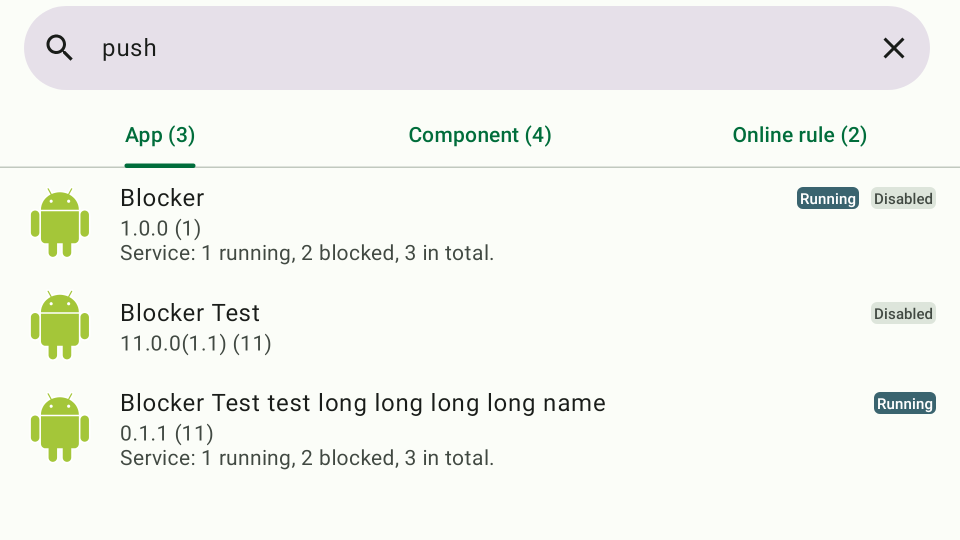 push
App (3) Component (4) Online rule (2)
Blocker Running Disabled
1.0.0 (1)
Service: 1 running, 2 blocked, 3 in total.
Blocker Test Disabled
11.0.0(1.1) (11)
Blocker Test test long long long long name Running
0.1.1 (11)
Service: 1 running, 2 blocked, 3 in total.